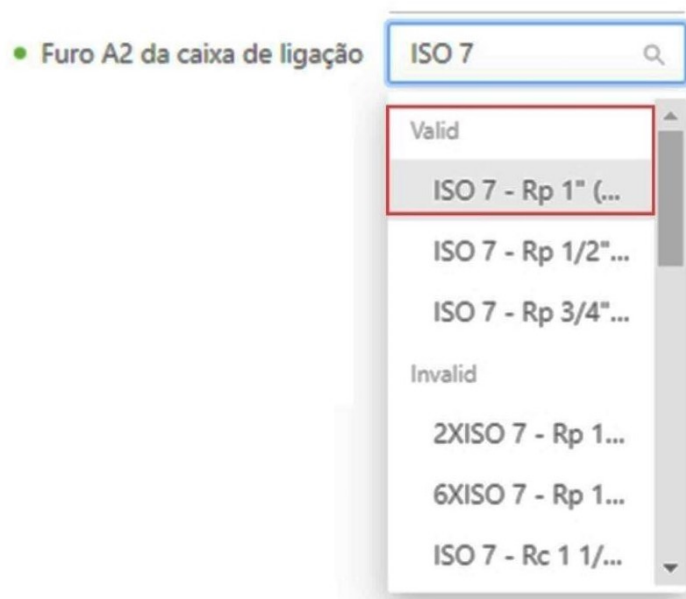 Furo A2 da caixa de ligação
ISO 7
Valid
ISO 7 - Rp 1" (...
ISO 7 - Rp 1/2"...
ISO 7 - Rp 3/4"...
Invalid
2XISO 7 - Rp 1...
6XISO 7 - Rp 1...
ISO 7 - Rc 1 1/...